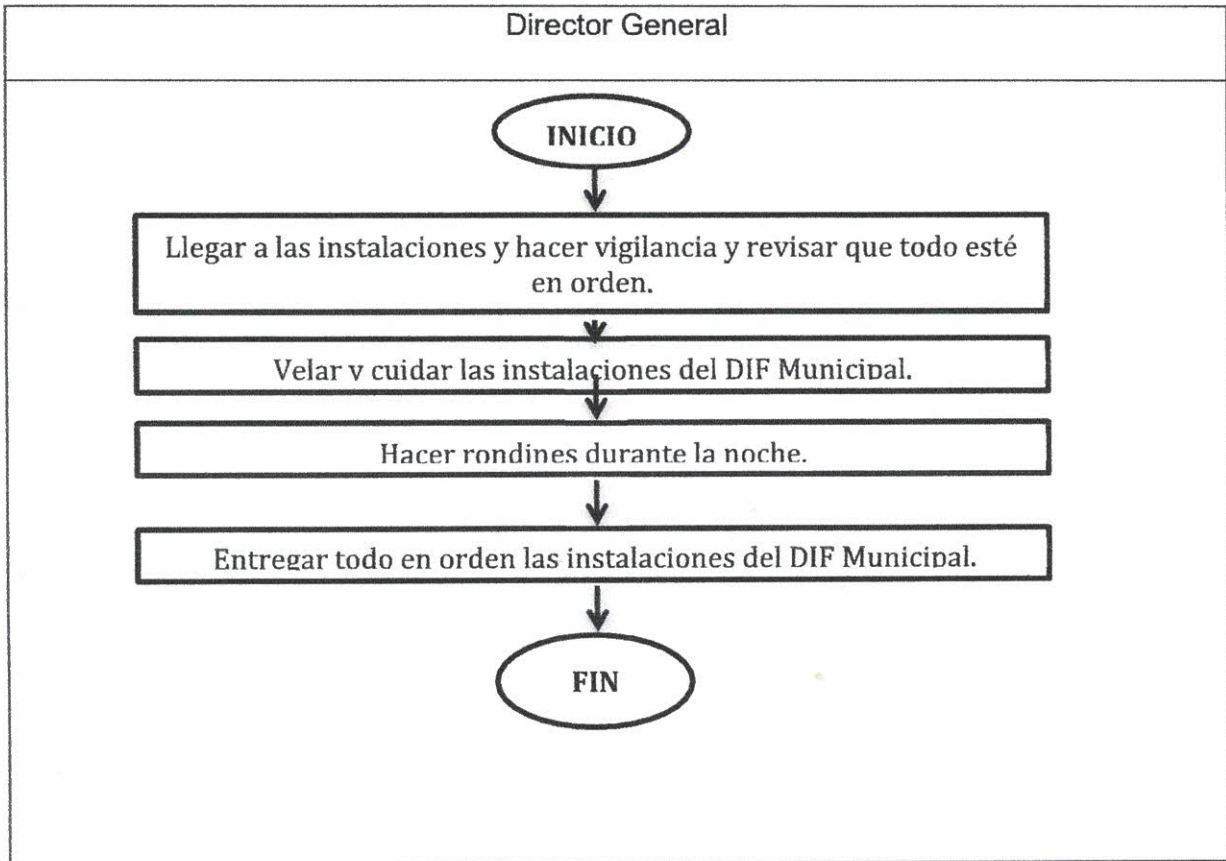 Director General
INICIO
Llegar a las instalaciones y hacer vigilancia y revisar que todo esté
en orden.
Velar y cuidar las instalaciones del DIF Municipal.
Hacer rondines durante la noche.
Entregar todo en orden las instalaciones del DIF Municipal.
FIN